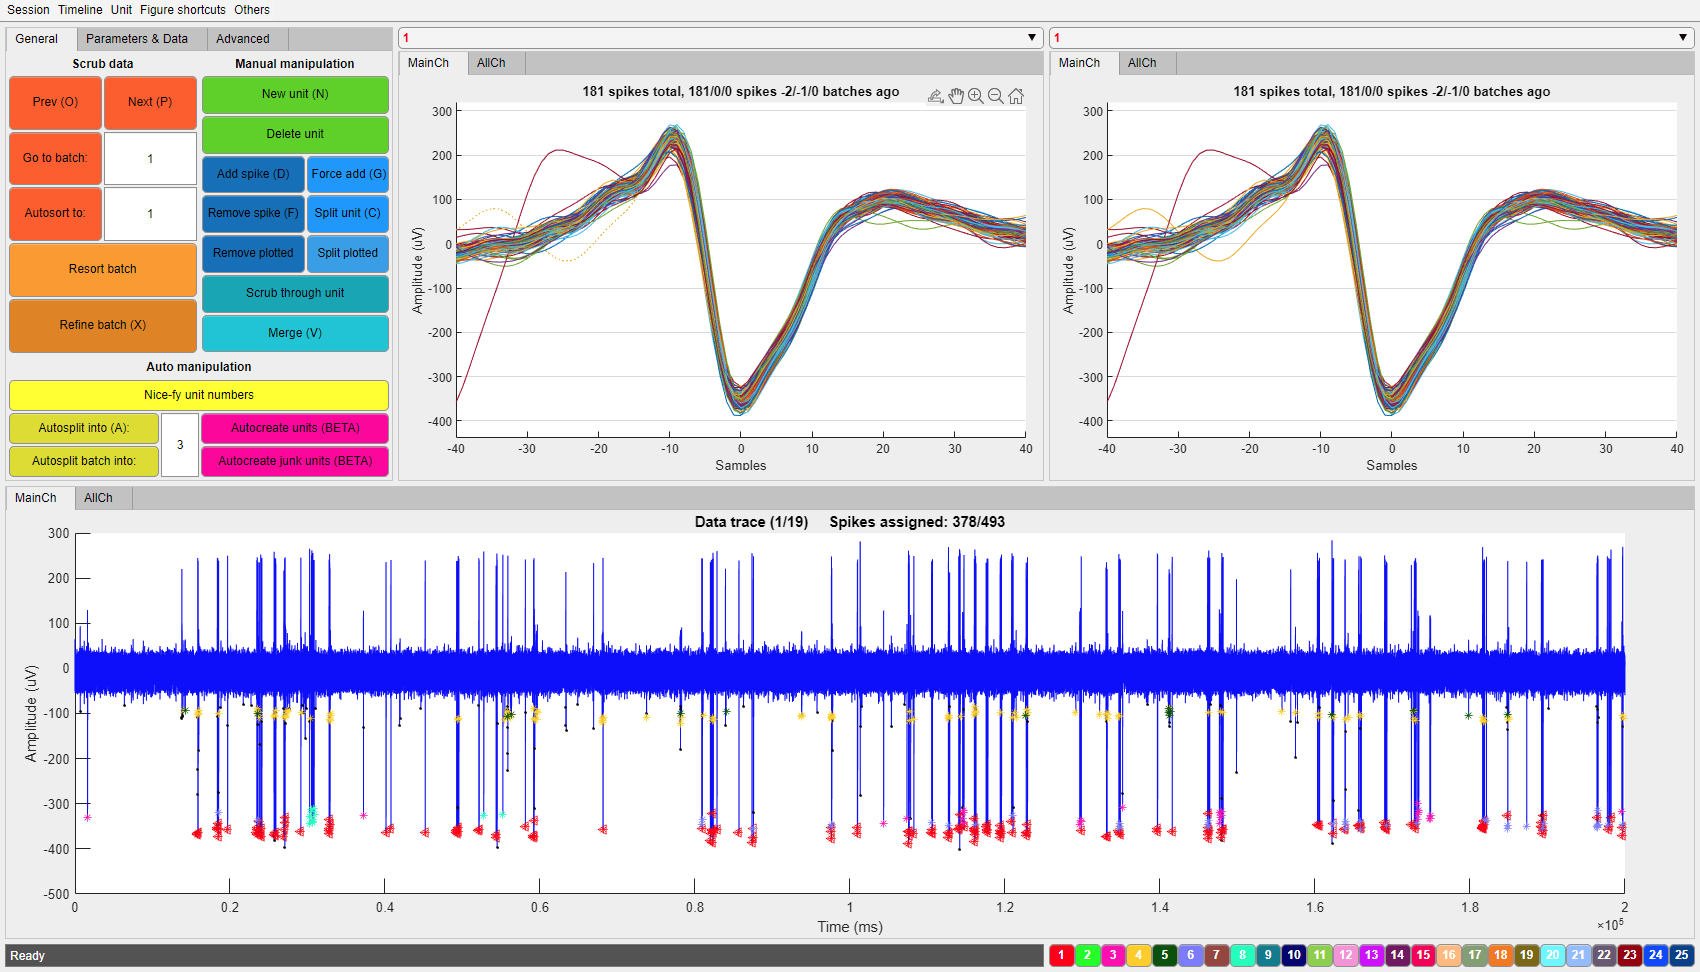 Session Timeline Unit Figure shortcuts Others
General Parameters & Data Advanced
Scrub data Manual manipulation
Prev (O) Next (P) New unit (N)
Delete unit
Go to batch: 1 Add spike (D) Force add (G)
Autosort to: 1 Remove spike (F) Split unit (C)
Resort batch Remove plotted Split plotted
Scrub through unit
Refine batch (X) Merge (V)
Auto manipulation
Nice-fy unit numbers
Autosplit into (A): 3 Autocreate units (BETA)
Autosplit batch into: Autocreate junk units (BETA)
1
MainCh AllCh
181 spikes total, 181/0/0 spikes -2/-1/0 batches ago
300
200
100
0
-100
-200
-300
-400
Amplitude (uV)
-40 -30 -20 -10 0 10 20 30 40
Samples
1
MainCh AllCh
181 spikes total, 181/0/0 spikes -2/-1/0 batches ago
300
200
100
0
-100
-200
-300
-400
Amplitude (uV)
-40 -30 -20 -10 0 10 20 30 40
Samples
MainCh AllCh
Data trace (1/19) Spikes assigned: 378/493
300
200
100
0
-100
-200
-300
-400
-500
Amplitude (uV)
0 0.2 0.4 0.6 0.8 1 1.2 1.4 1.6 1.8 2
Time (ms)
×10⁵
Ready
1 2 3 4 5 6 7 8 9 10 11 12 13 14 15 16 17 18 19 20 21 22 23 24 25